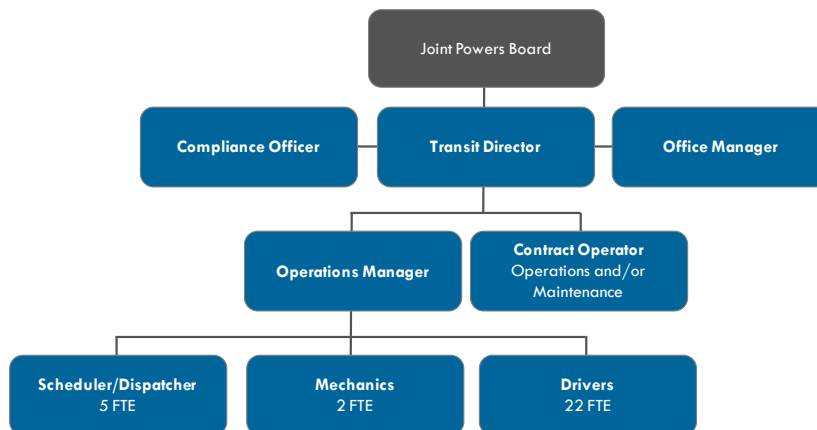 Joint Powers Board
Compliance Officer
Transit Director
Office Manager
Operations Manager
Contract Operator
Operations and/or
Maintenance
Scheduler/Dispatcher
5 FTE
Mechanics
2 FTE
Drivers
22 FTE